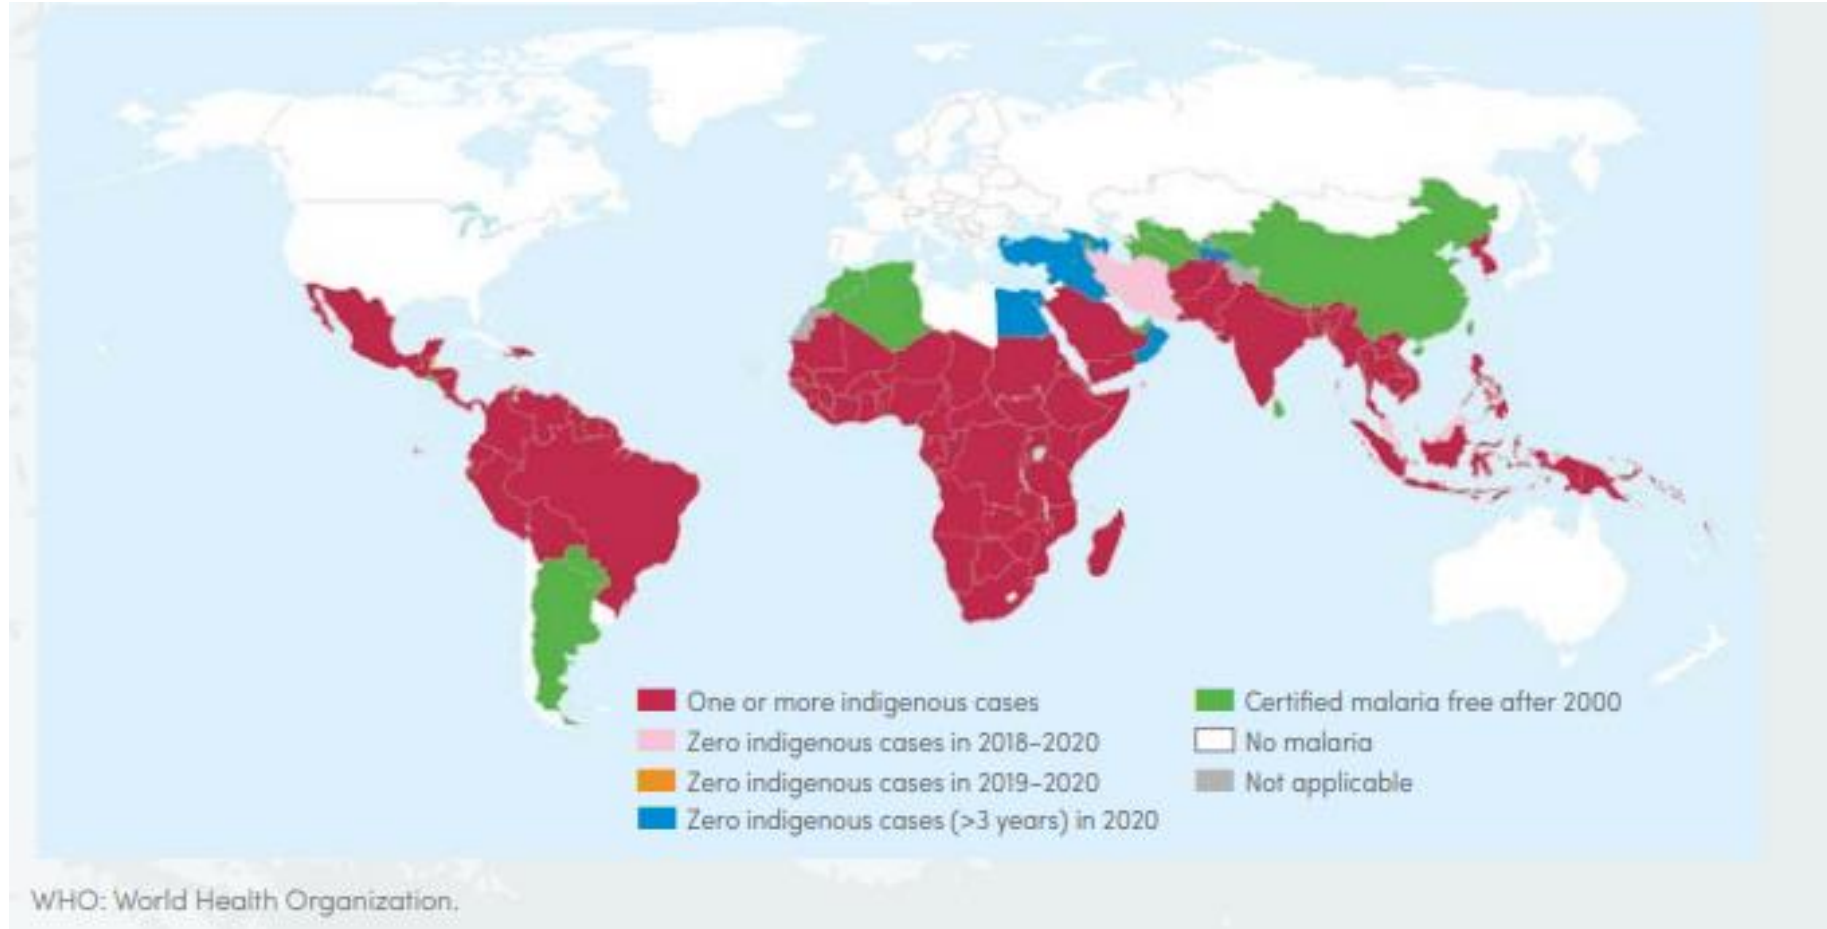 One or more indigenous cases
Zero indigenous cases in 2018–2020
Zero indigenous cases in 2019–2020
Zero indigenous cases (>3 years) in 2020
Certified malaria free after 2000
No malaria
Not applicable
WHO: World Health Organization.